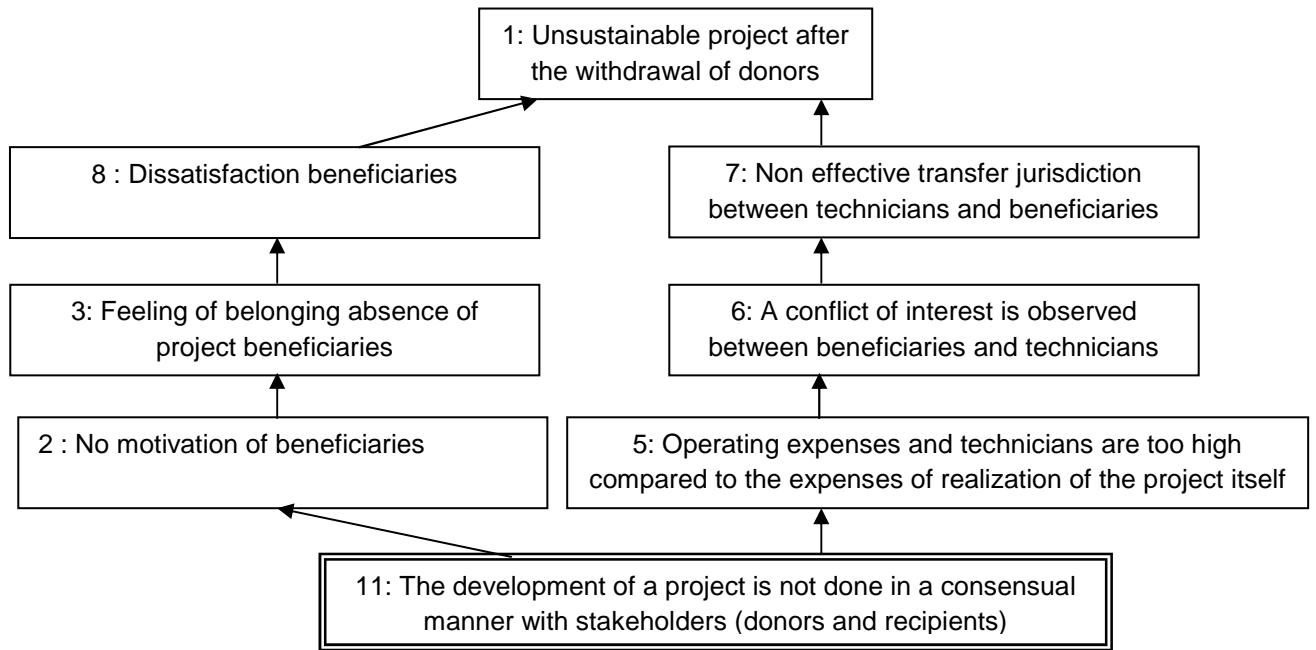 1: Unsustainable project after
the withdrawal of donors
8 : Dissatisfaction beneficiaries
7: Non effective transfer jurisdiction
between technicians and beneficiaries
3: Feeling of belonging absence of
project beneficiaries
6: A conflict of interest is observed
between beneficiaries and technicians
2 : No motivation of beneficiaries
5: Operating expenses and technicians are too high
compared to the expenses of realization of the project itself
11: The development of a project is not done in a consensual
manner with stakeholders (donors and recipients)